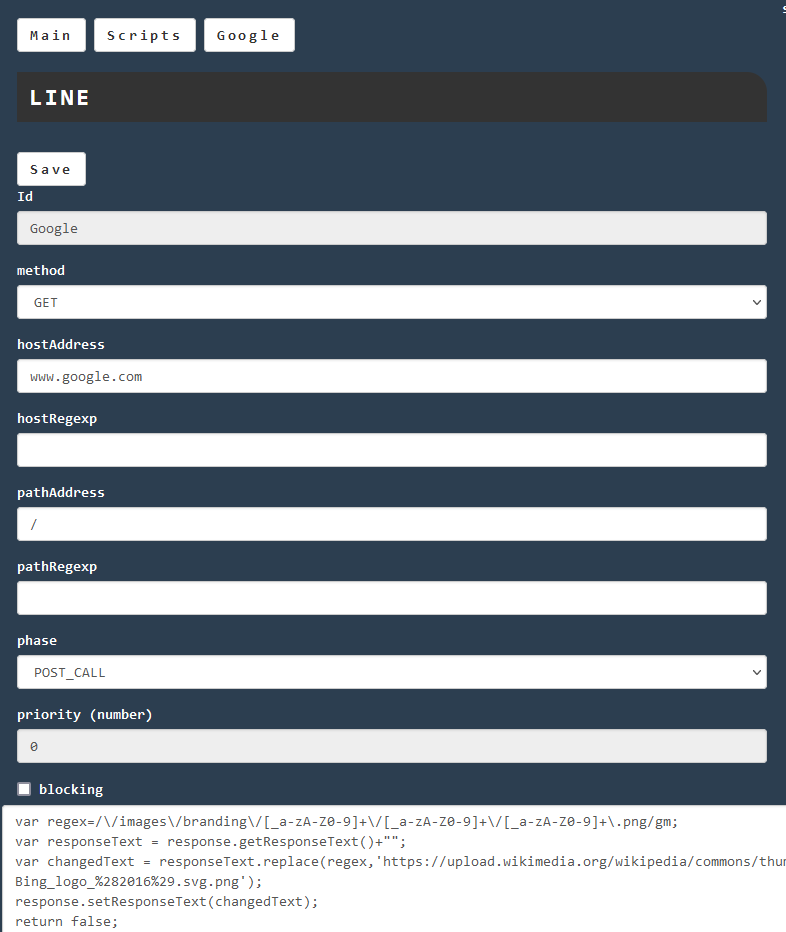 Main Scripts Google
LINE
Save
Id
Google
method
GET
hostAddress
www.google.com
hostRegexp
pathAddress
/
pathRegexp
phase
POST_CALL
priority (number)
0
blocking
var regex=/\/images\/branding\/[_a-zA-Z0-9]+\/[_a-zA-Z0-9]+\/[_a-zA-Z0-9]+\.png/gm;
var responseText = response.getResponseText()+"";
var changedText = responseText.replace(regex,'https://upload.wikimedia.org/wikipedia/commons/thu
Bing_logo_%282016%29.svg.png');
response.setResponseText(changedText);
return false;